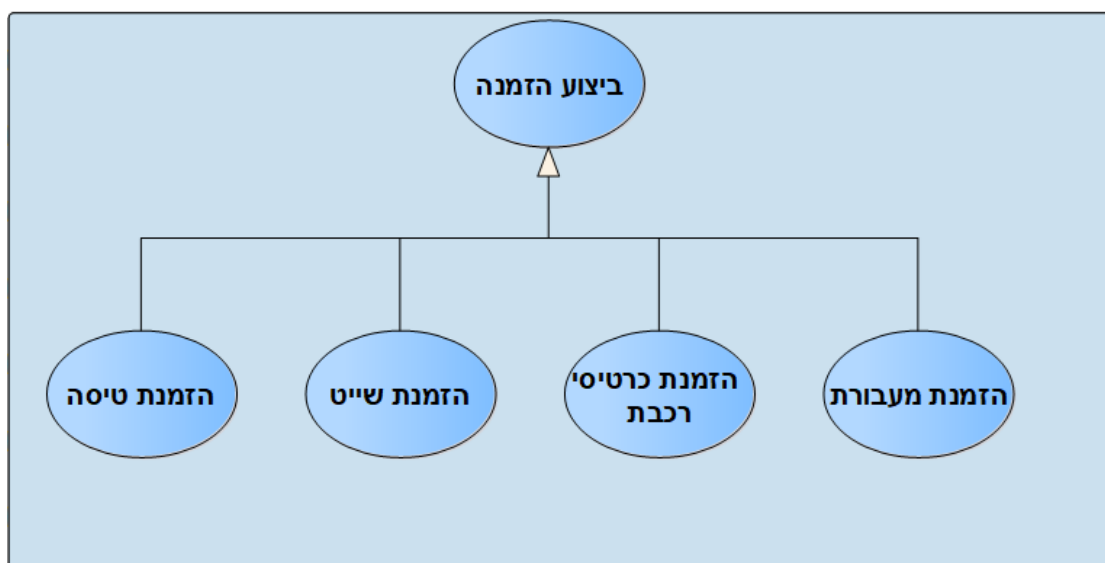 ביצוע הזמנה
הזמנת מעבורת
הזמנת כרטיסי
רכבת
הזמנת שייט
הזמנת טיסה